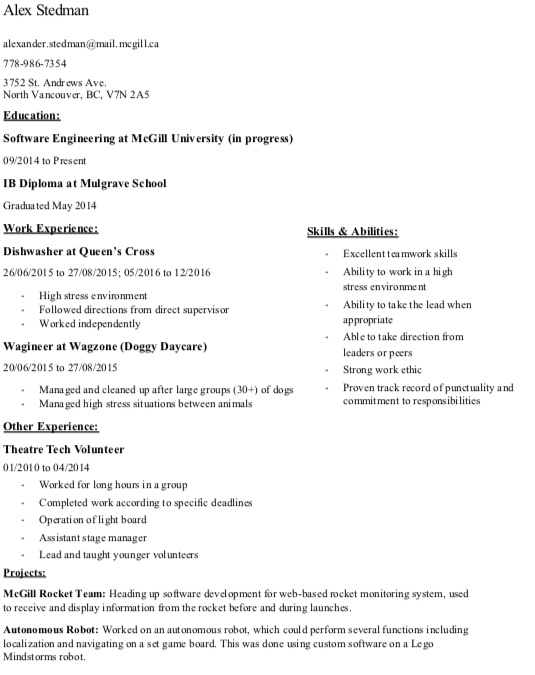 Alex Stedman
alexander.stedman@mail.mcgill.ca
778-986-7354
3752 St. Andrews Ave.
North Vancouver, BC, V7N 2A5
Education:
Software Engineering at McGill University (in progress)
09/2014 to Present
IB Diploma at Mulgrave School
Graduated May 2014
Work Experience:
Dishwasher at Queen's Cross
26/06/2015 to 27/08/2015; 05/2016 to 12/2016
- High stress environment
- Followed directions from direct supervisor
- Worked independently
Wagineer at Wagzone (Doggy Daycare)
20/06/2015 to 27/08/2015
- Managed and cleaned up after large groups (30+) of dogs
- Managed high stress situations between animals
Skills & Abilities:
- Excellent teamwork skills
- Ability to work in a high
stress environment
- Ability to take the lead when
appropriate
- Able to take direction from
leaders or peers
- Strong work ethic
- Proven track record of punctuality and
commitment to responsibilities
Other Experience:
Theatre Tech Volunteer
01/2010 to 04/2014
- Worked for long hours in a group
- Completed work according to specific deadlines
- Operation of light board
- Assistant stage manager
- Lead and taught younger volunteers
Projects:
McGill Rocket Team: Heading up software development for web-based rocket monitoring system, used
to receive and display information from the rocket before and during launches.
Autonomous Robot: Worked on an autonomous robot, which could perform several functions including
localization and navigating on a set game board. This was done using custom software on a Lego
Mindstorms robot.